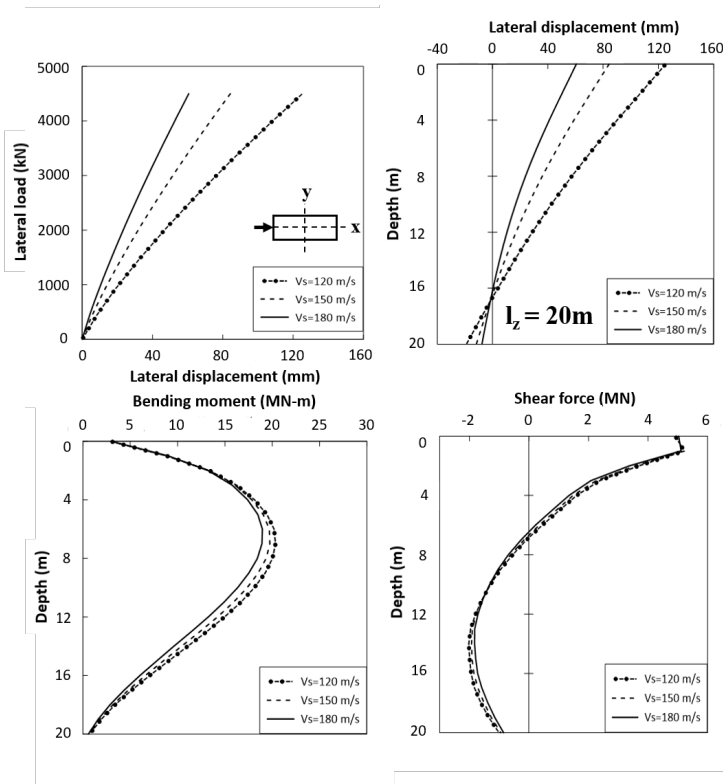 5000
4000
3000
2000
1000
0
Lateral load (kN)
0 40 80 120 160
Lateral displacement (mm)
y
x
Vs=120 m/s
Vs=150 m/s
Vs=180 m/s
Lateral displacement (mm)
-40 0 40 80 120 160
0
4
8
12
16
20
Depth (m)
l_z = 20m
Vs=120 m/s
Vs=150 m/s
Vs=180 m/s
Bending moment (MN-m)
0 5 10 15 20 25 30
0
4
8
12
16
20
Depth (m)
Vs=120 m/s
Vs=150 m/s
Vs=180 m/s
Shear force (MN)
-2 0 2 4 6
0
4
8
12
16
20
Depth (m)
Vs=120 m/s
Vs=150 m/s
Vs=180 m/s